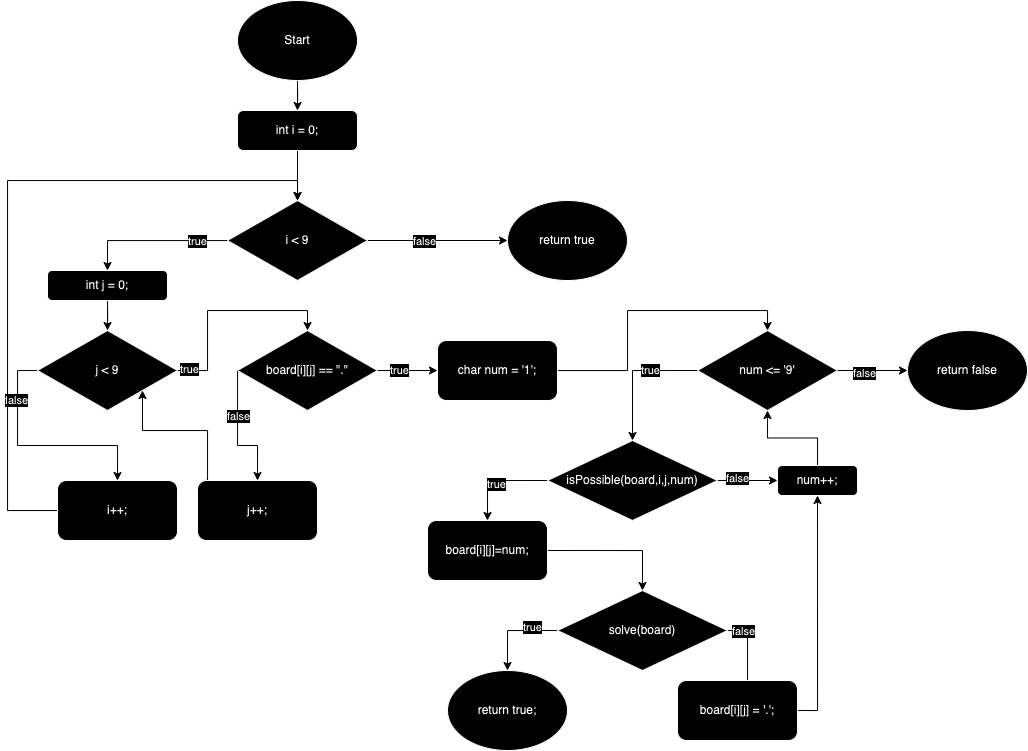 Start
int i = 0;
i < 9
true
false
return true
int j = 0;
j < 9
true
false
board[i][j] == "."
true
false
char num = '1';
num <= '9'
true
false
return false
i++;
j++;
isPossible(board,i,j,num)
true
false
num++;
board[i][j]=num;
solve(board)
true
false
return true;
board[i][j] = '.';